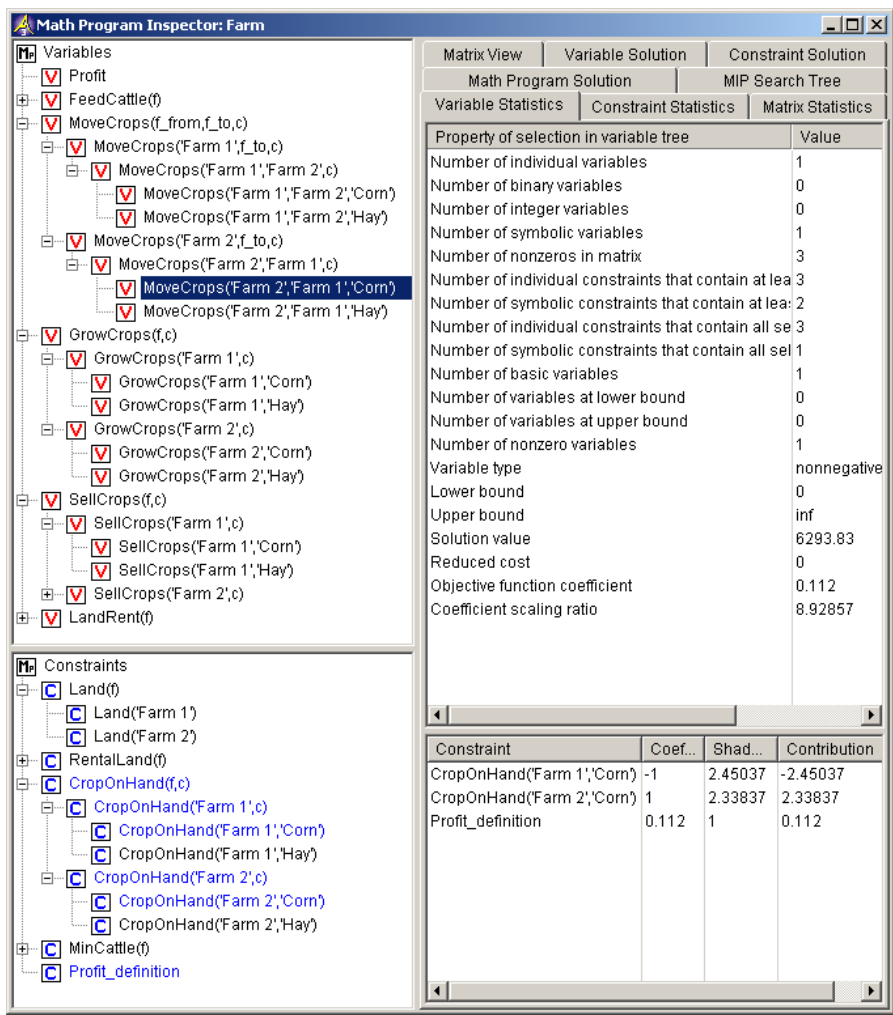 Math Program Inspector: Farm
Variables
Profit
FeedCattle(f)
MoveCrops(f_from,f_to,c)
MoveCrops('Farm 1',f_to,c)
MoveCrops('Farm 1','Farm 2',c)
MoveCrops('Farm 1','Farm 2','Corn')
MoveCrops('Farm 1','Farm 2','Hay')
MoveCrops('Farm 2',f_to,c)
MoveCrops('Farm 2','Farm 1',c)
MoveCrops('Farm 2','Farm 1','Corn')
MoveCrops('Farm 2','Farm 1','Hay')
GrowCrops(f,c)
GrowCrops('Farm 1',c)
GrowCrops('Farm 1','Corn')
GrowCrops('Farm 1','Hay')
GrowCrops('Farm 2',c)
GrowCrops('Farm 2','Corn')
GrowCrops('Farm 2','Hay')
SellCrops(f,c)
SellCrops('Farm 1',c)
SellCrops('Farm 1','Corn')
SellCrops('Farm 1','Hay')
SellCrops('Farm 2',c)
LandRent(f)
Constraints
Land(f)
Land('Farm 1')
Land('Farm 2')
RentalLand(f)
CropOnHand(f,c)
CropOnHand('Farm 1',c)
CropOnHand('Farm 1','Corn')
CropOnHand('Farm 1','Hay')
CropOnHand('Farm 2',c)
CropOnHand('Farm 2','Corn')
CropOnHand('Farm 2','Hay')
MinCattle(f)
Profit_definition
Matrix View Variable Solution Constraint Solution
Math Program Solution MIP Search Tree
Variable Statistics Constraint Statistics Matrix Statistics
Property of selection in variable tree Value
Number of individual variables 1
Number of binary variables 0
Number of integer variables 0
Number of symbolic variables 1
Number of nonzeros in matrix 3
Number of individual constraints that contain at lea 3
Number of symbolic constraints that contain at lea 2
Number of individual constraints that contain all se 3
Number of symbolic constraints that contain all sel 1
Number of basic variables 1
Number of variables at lower bound 0
Number of variables at upper bound 0
Number of nonzero variables 1
Variable type nonnegative
Lower bound 0
Upper bound inf
Solution value 6293.83
Reduced cost 0
Objective function coefficient 0.112
Coefficient scaling ratio 8.92857
Constraint Coef... Shad... Contribution
CropOnHand('Farm 1','Corn') -1 2.45037 -2.45037
CropOnHand('Farm 2','Corn') 1 2.33837 2.33837
Profit_definition 0.112 1 0.112